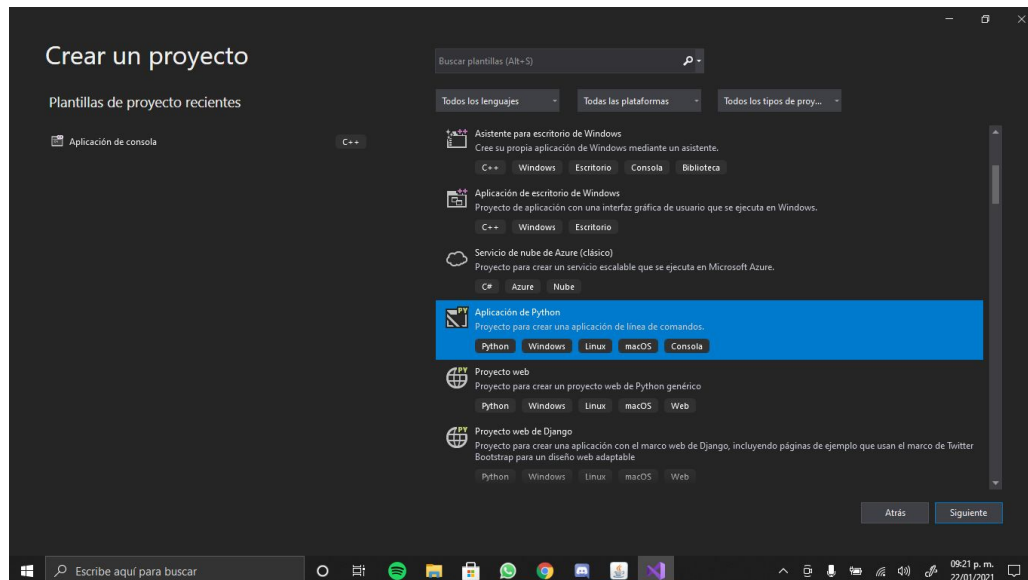 Crear un proyecto
Plantillas de proyecto recientes
Aplicación de consola
C++
Buscar plantillas (Alt+S)
Todos los lenguajes
Todas las plataformas
Todos los tipos de proy...
Asistente para escritorio de Windows
Cree su propia aplicación de Windows mediante un asistente.
C++ Windows Escritorio Consola Biblioteca
Aplicación de escritorio de Windows
Proyecto de aplicación con una interfaz gráfica de usuario que se ejecuta en Windows.
C++ Windows Escritorio
Servicio de nube de Azure (clásico)
Proyecto para crear un servicio escalable que se ejecuta en Microsoft Azure.
C# Azure Nube
PY
Aplicación de Python
Proyecto para crear una aplicación de línea de comandos.
Python Windows Linux macOS Consola
PY
Proyecto web
Proyecto para crear un proyecto web de Python genérico
Python Windows Linux macOS Web
PY
Proyecto web de Django
Proyecto para crear una aplicación con el marco web de Django, incluyendo páginas de ejemplo que usan el marco de Twitter
Bootstrap para un diseño web adaptable
Python Windows Linux macOS Web
Atrás
Siguiente
Escribe aquí para buscar
09:21 p. m.
22/01/2021